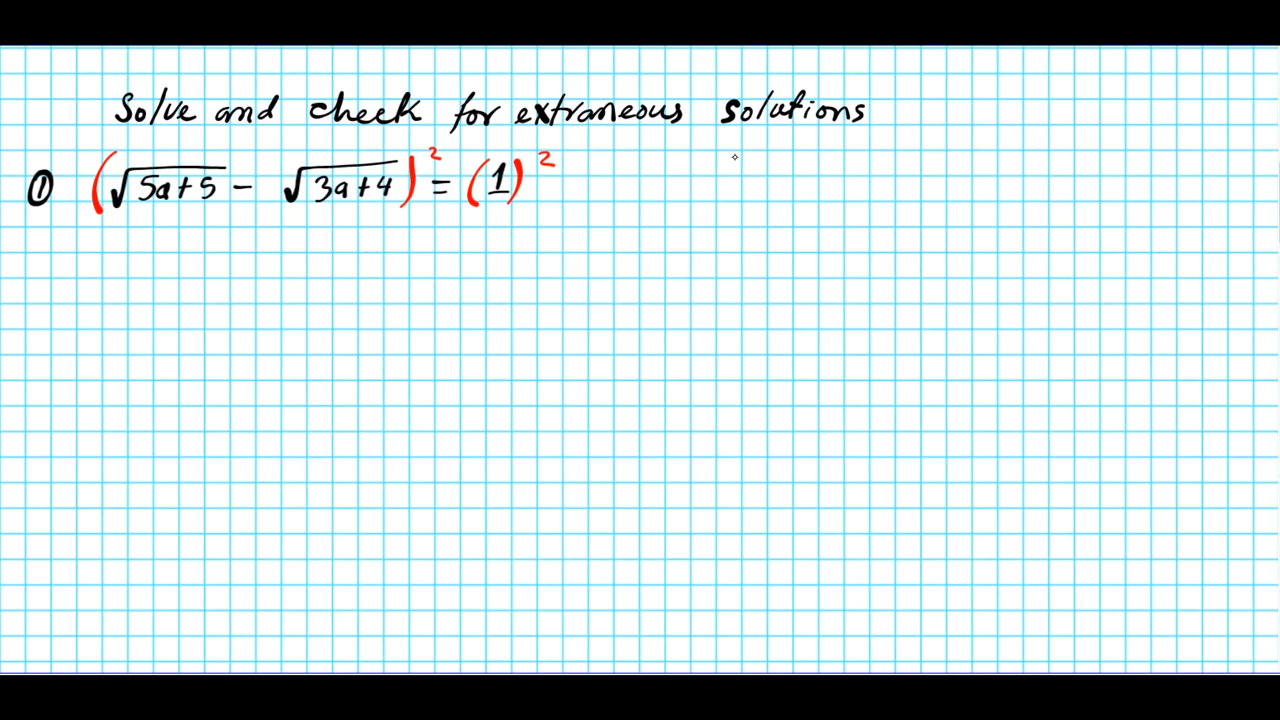 Solve and check for extraneous solutions
① (√5a+5 − √3a+4)² = (1)²